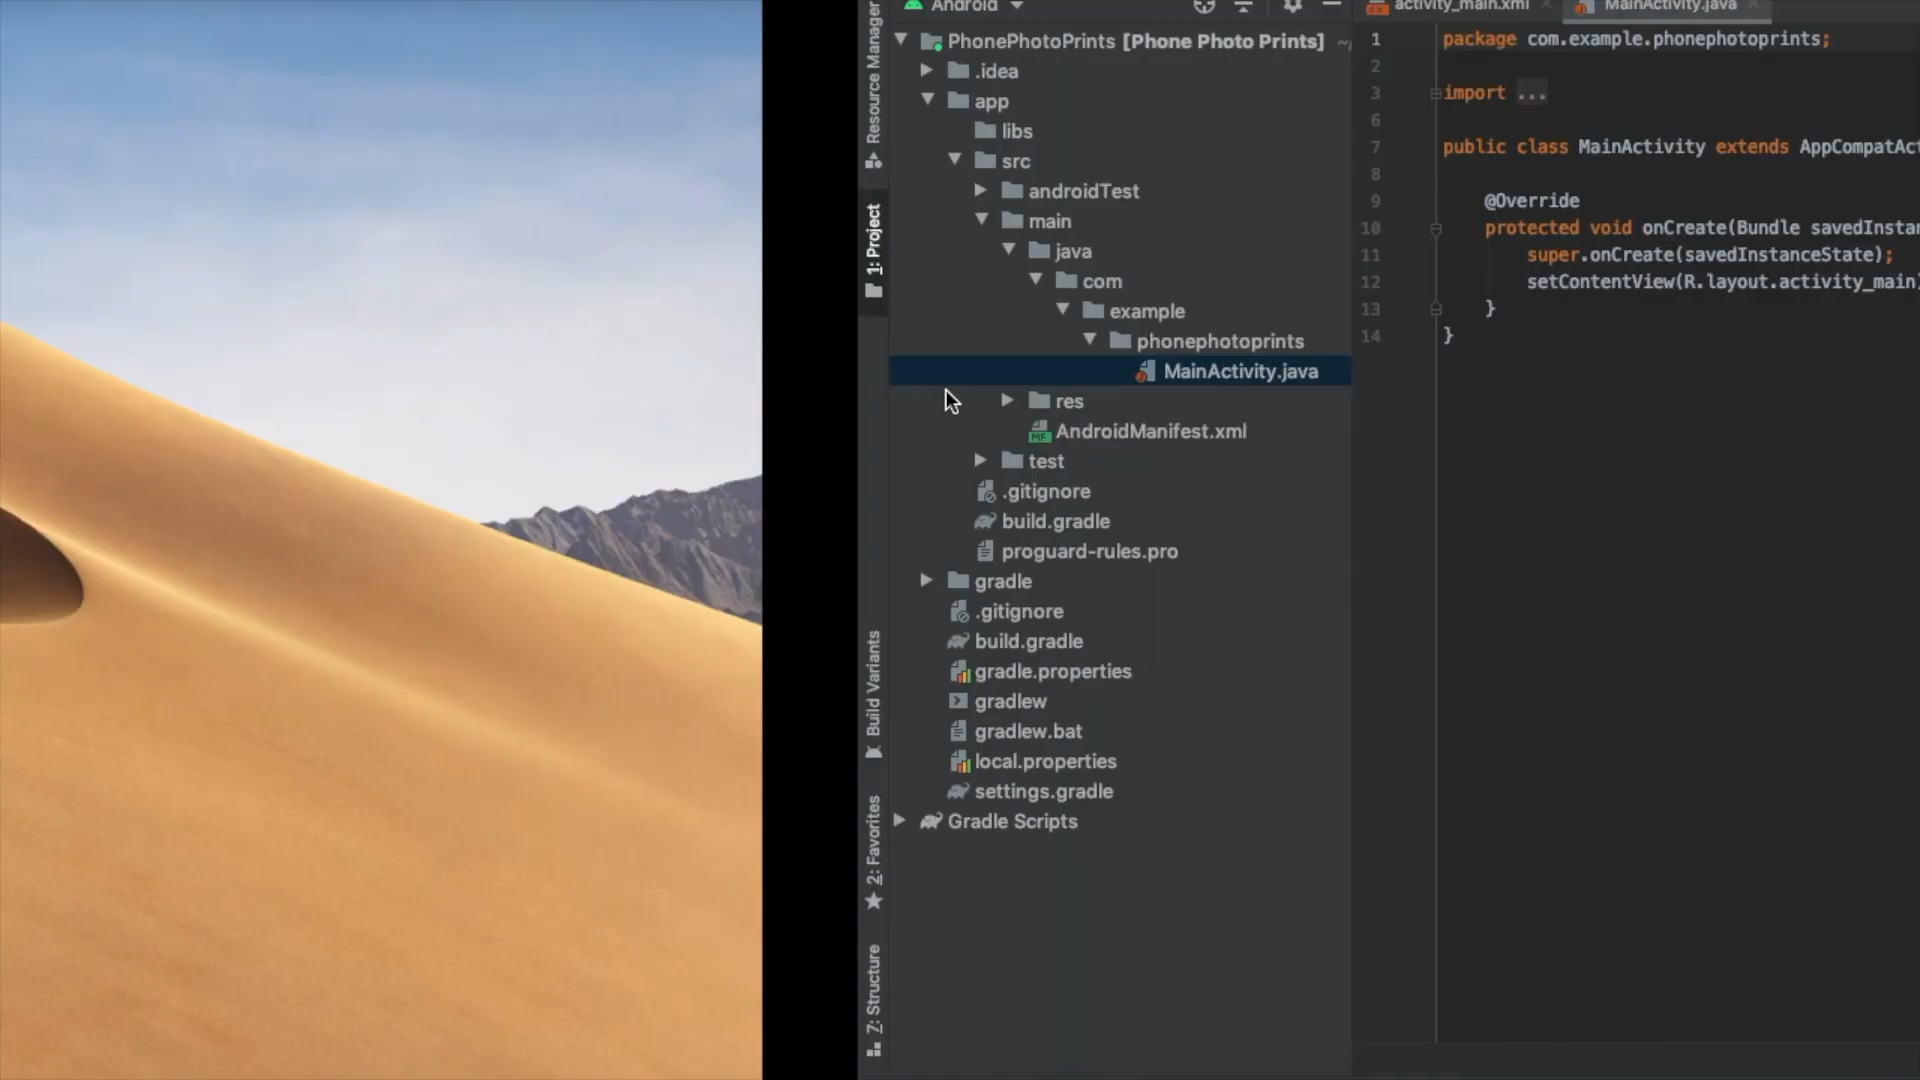 Android
Resource Manager
1: Project
Build Variants
2: Favorites
7: Structure
PhonePhotoPrints [Phone Photo Prints]
.idea
app
libs
src
androidTest
main
java
com
example
phonephotoprints
MainActivity.java
res
AndroidManifest.xml
test
.gitignore
build.gradle
proguard-rules.pro
gradle
.gitignore
build.gradle
gradle.properties
gradlew
gradlew.bat
local.properties
settings.gradle
Gradle Scripts
activity_main.xml
MainActivity.java
1 package com.example.phonephotoprints;
2
3 import ...
6
7 public class MainActivity extends AppCompatAct
8
9 @Override
10 protected void onCreate(Bundle savedInstan
11 super.onCreate(savedInstanceState);
12 setContentView(R.layout.activity_main)
13 }
14 }